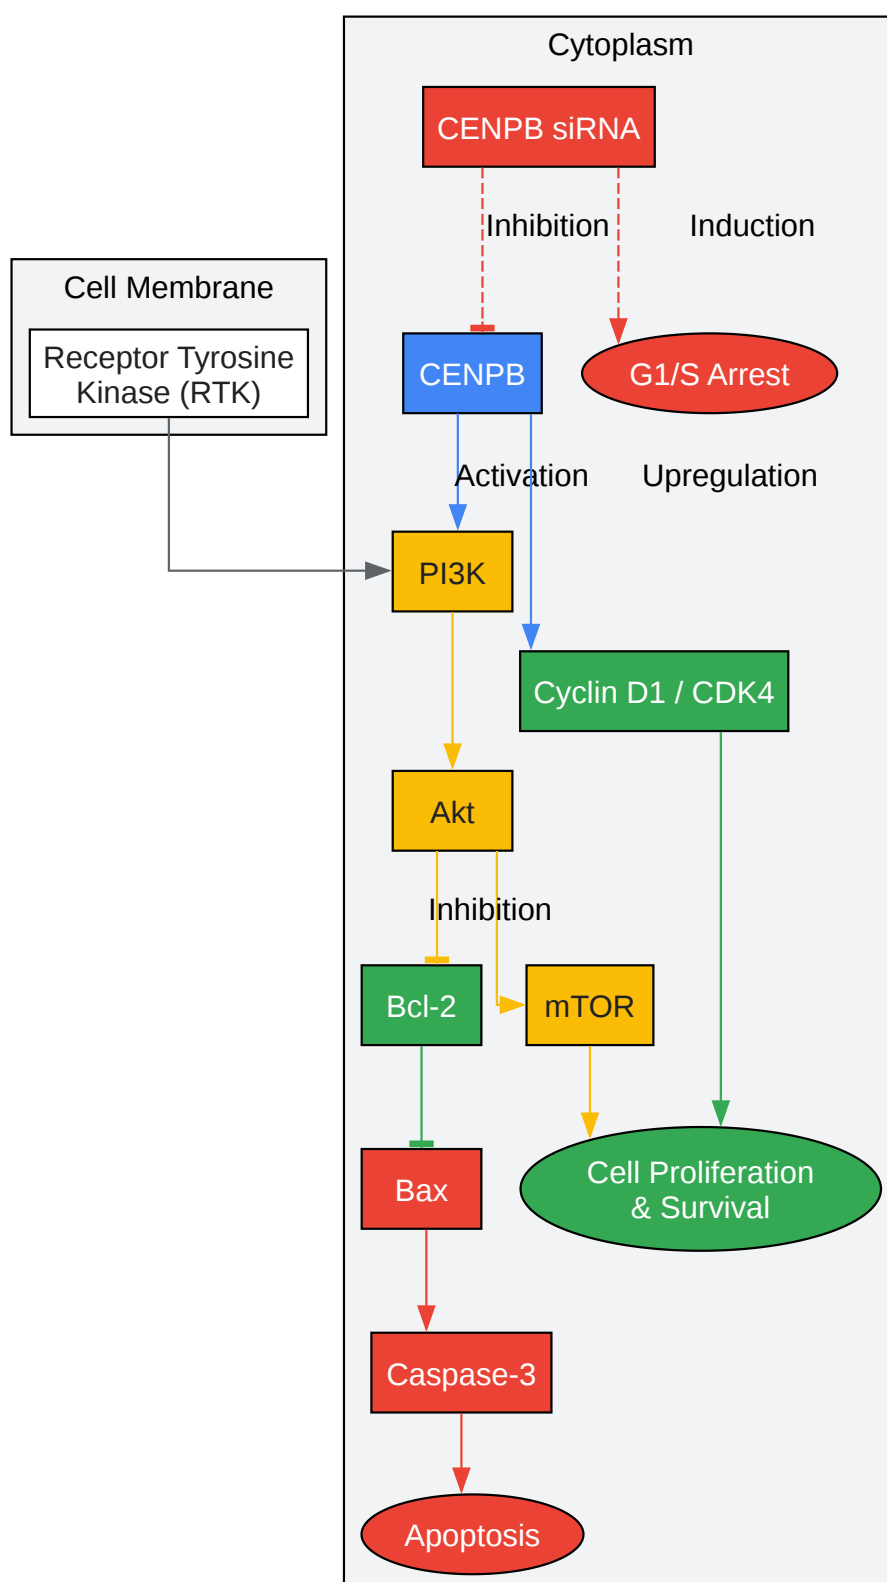 Cytoplasm
CENPB siRNA
Inhibition
Induction
Cell Membrane
Receptor Tyrosine
Kinase (RTK)
CENPB
G1/S Arrest
Activation
Upregulation
PI3K
Cyclin D1 / CDK4
Akt
Inhibition
Bcl-2
mTOR
Bax
Cell Proliferation
& Survival
Caspase-3
Apoptosis